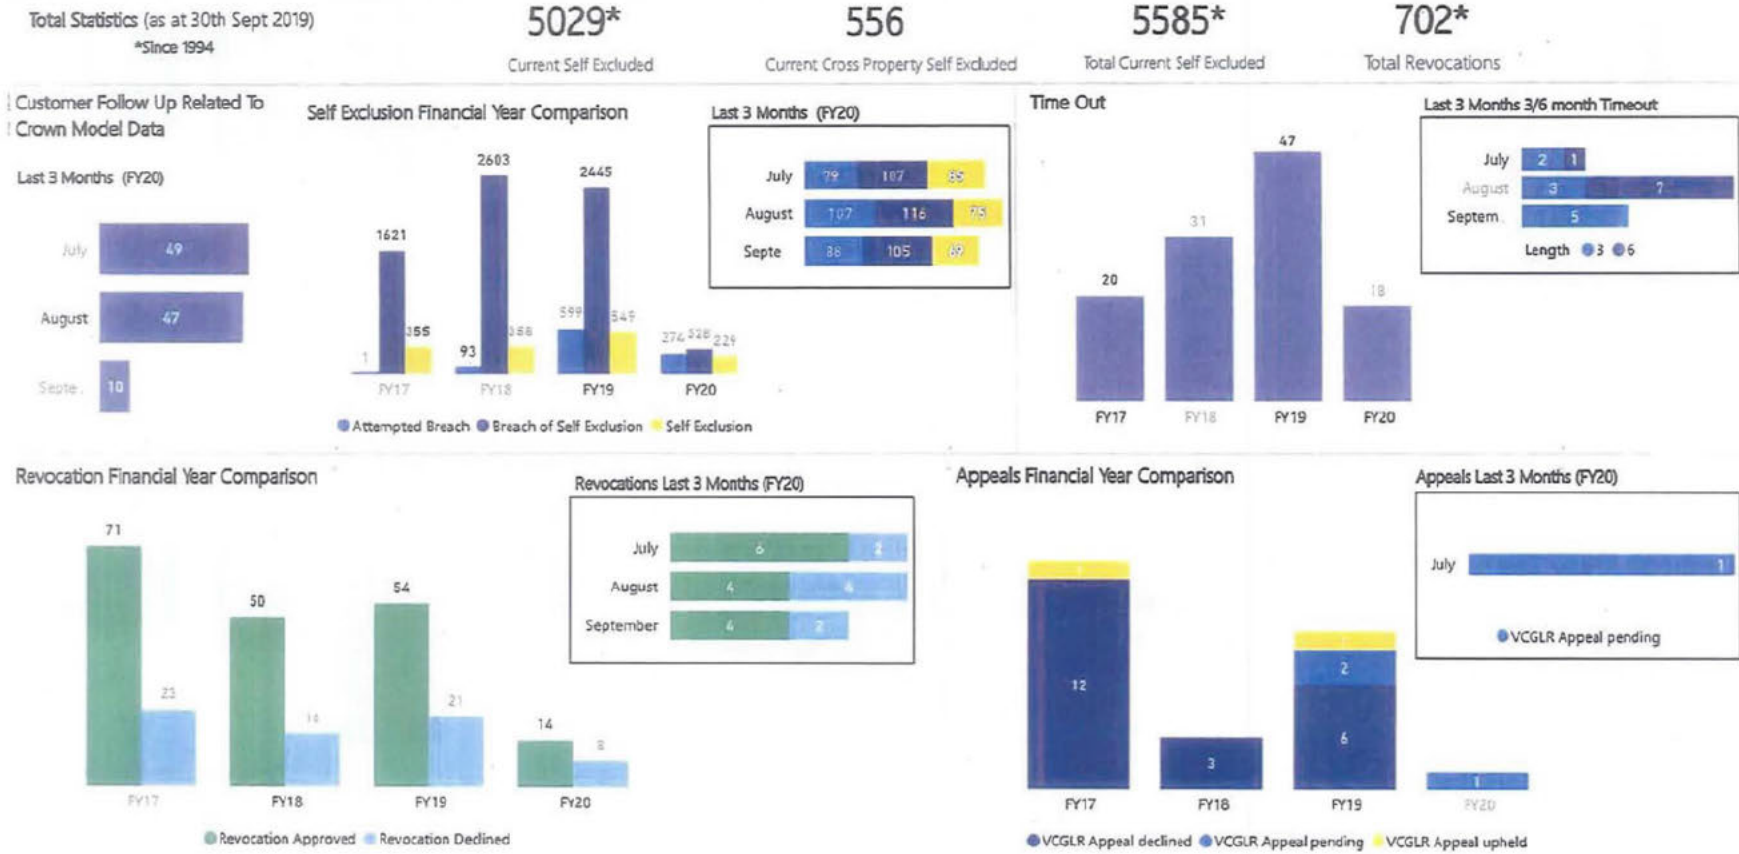 Total Statistics (as at 30th Sept 2019)
*Since 1994
5029*
Current Self Excluded
556
Current Cross Property Self Excluded
5585*
Total Current Self Excluded
702*
Total Revocations
Customer Follow Up Related To
Crown Model Data
Last 3 Months (FY20)
July
49
August
47
Septe.
10
Self Exclusion Financial Year Comparison
1
1621
355
FY17
93
2603
FY18
599
2445
549
FY19
274
328
229
FY20
Attempted Breach
Breach of Self Exclusion
Self Exclusion
Last 3 Months (FY20)
July
79
107
85
August
107
116
75
Septe
88
105
69
Time Out
20
31
47
18
FY17
FY18
FY19
FY20
Last 3 Months 3/6 month Timeout
July
2
1
August
3
7
Septem.
5
Length
3
6
Revocation Financial Year Comparison
71
FY17
50
FY18
54
21
FY19
14
8
FY20
Revocation Approved
Revocation Declined
Revocations Last 3 Months (FY20)
July
6
2
August
4
4
September
4
2
Appeals Financial Year Comparison
12
1
FY17
3
FY18
6
2
1
FY19
1
FY20
VCGLR Appeal declined
VCGLR Appeal pending
VCGLR Appeal upheld
Appeals Last 3 Months (FY20)
July
1
VCGLR Appeal pending